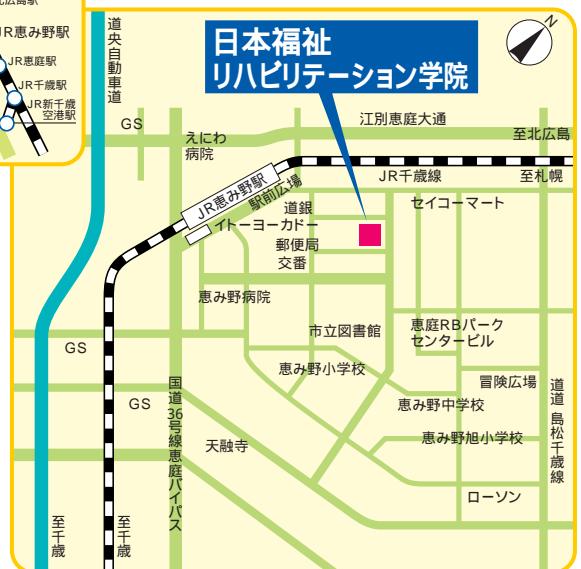 JR恵み野駅
JR恵庭駅
JR千歳駅
JR新千歳
空港駅
道央自動車道
日本福祉
リハビリテーション学院
N
GS
えにわ
病院
江別恵庭大通
至北広島
JR恵み野駅
駅前広場
JR千歳線
至札幌
道銀
セイコーマート
イトーヨーカドー
郵便局
交番
恵み野病院
市立図書館
恵庭RBパーク
センタービル
GS
恵み野小学校
冒険広場
GS
恵み野中学校
国道36号線恵庭バイパス
天融寺
恵み野旭小学校
道道 島松千歳線
ローソン
至千歳
至千歳